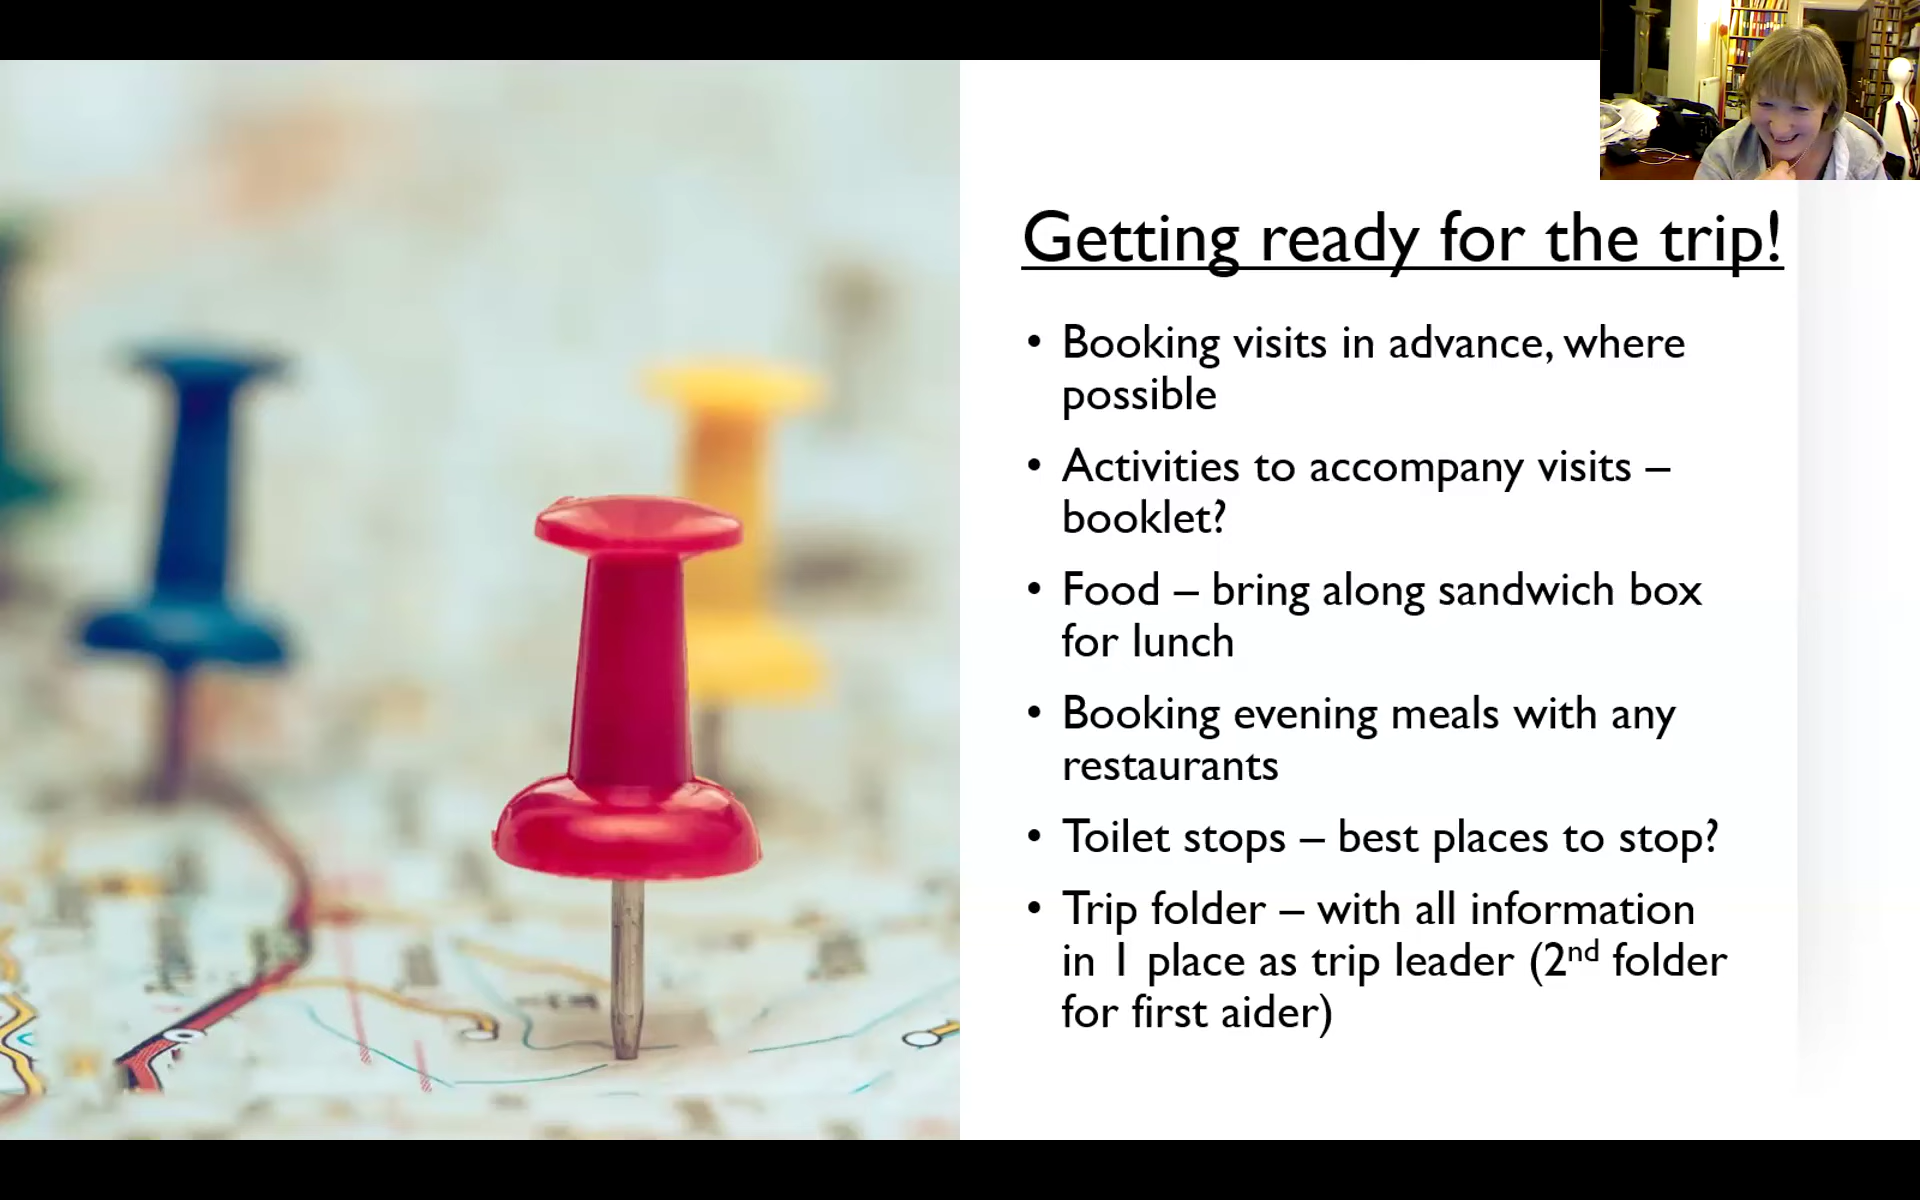 Getting ready for the trip!
• Booking visits in advance, where
possible
• Activities to accompany visits –
booklet?
• Food – bring along sandwich box
for lunch
• Booking evening meals with any
restaurants
• Toilet stops – best places to stop?
• Trip folder – with all information
in 1 place as trip leader (2nd folder
for first aider)